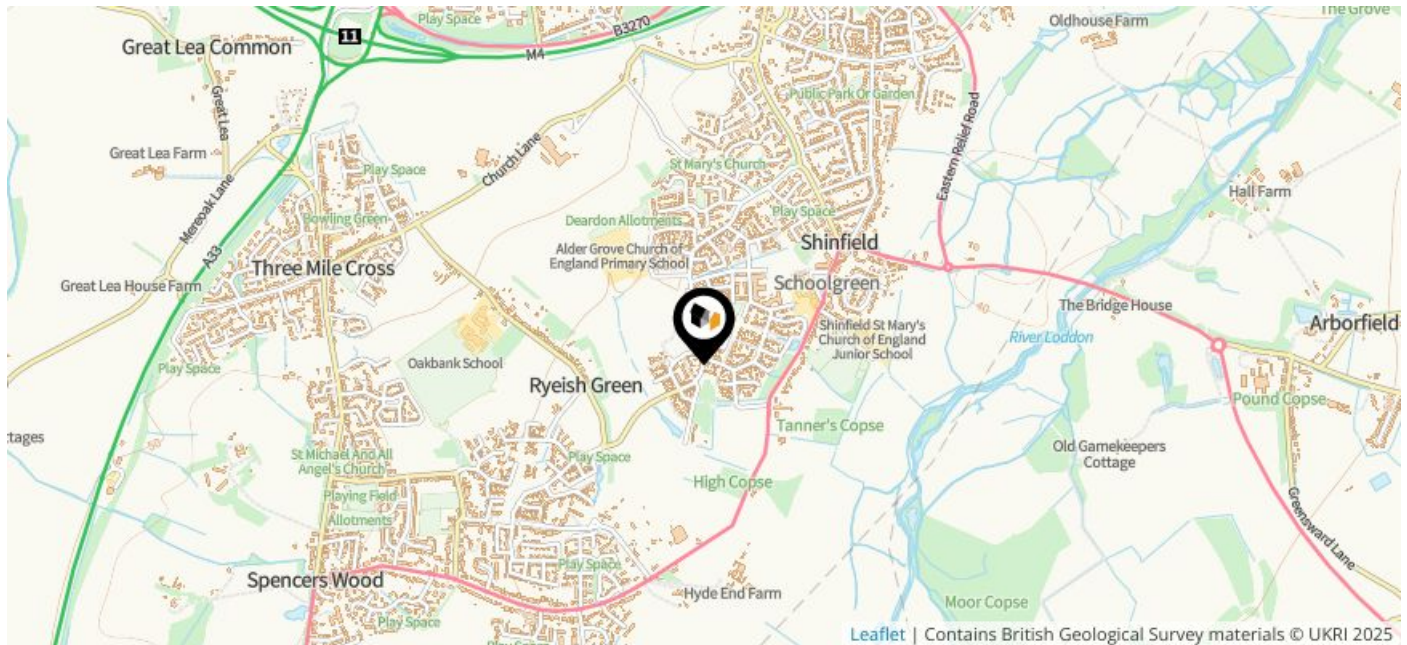 Play Space
Oldhouse Farm
The Grove
11
B3270
Great Lea Common
M4
Great Lea
Public Park Or Garden
Eastern Relief Road
Great Lea Farm
Church Lane
Play Space
St Mary's Church
Hall Farm
Mereoak Lane
Bowling Green
Deardon Allotments
Play Space
Shinfield
A33
Alder Grove Church of
England Primary School
Three Mile Cross
Great Lea House Farm
Schoolgreen
40
The Bridge House
Arborfield
River Loddon
Shinfield St Mary's
Church of England
Junior School
Oakbank School
Play Space
Ryeish Green
Pound Copse
Tanner's Copse
ttages
Old Gamekeepers
Cottage
St Michael And All
Angel's Church
Play Space
High Copse
Playing Field
Allotments
Greensward Lane
Spencers Wood
Play Space
Hyde End Farm
Moor Copse
Play Space
Play Space
Leaflet | Contains British Geological Survey materials © UKRI 2025